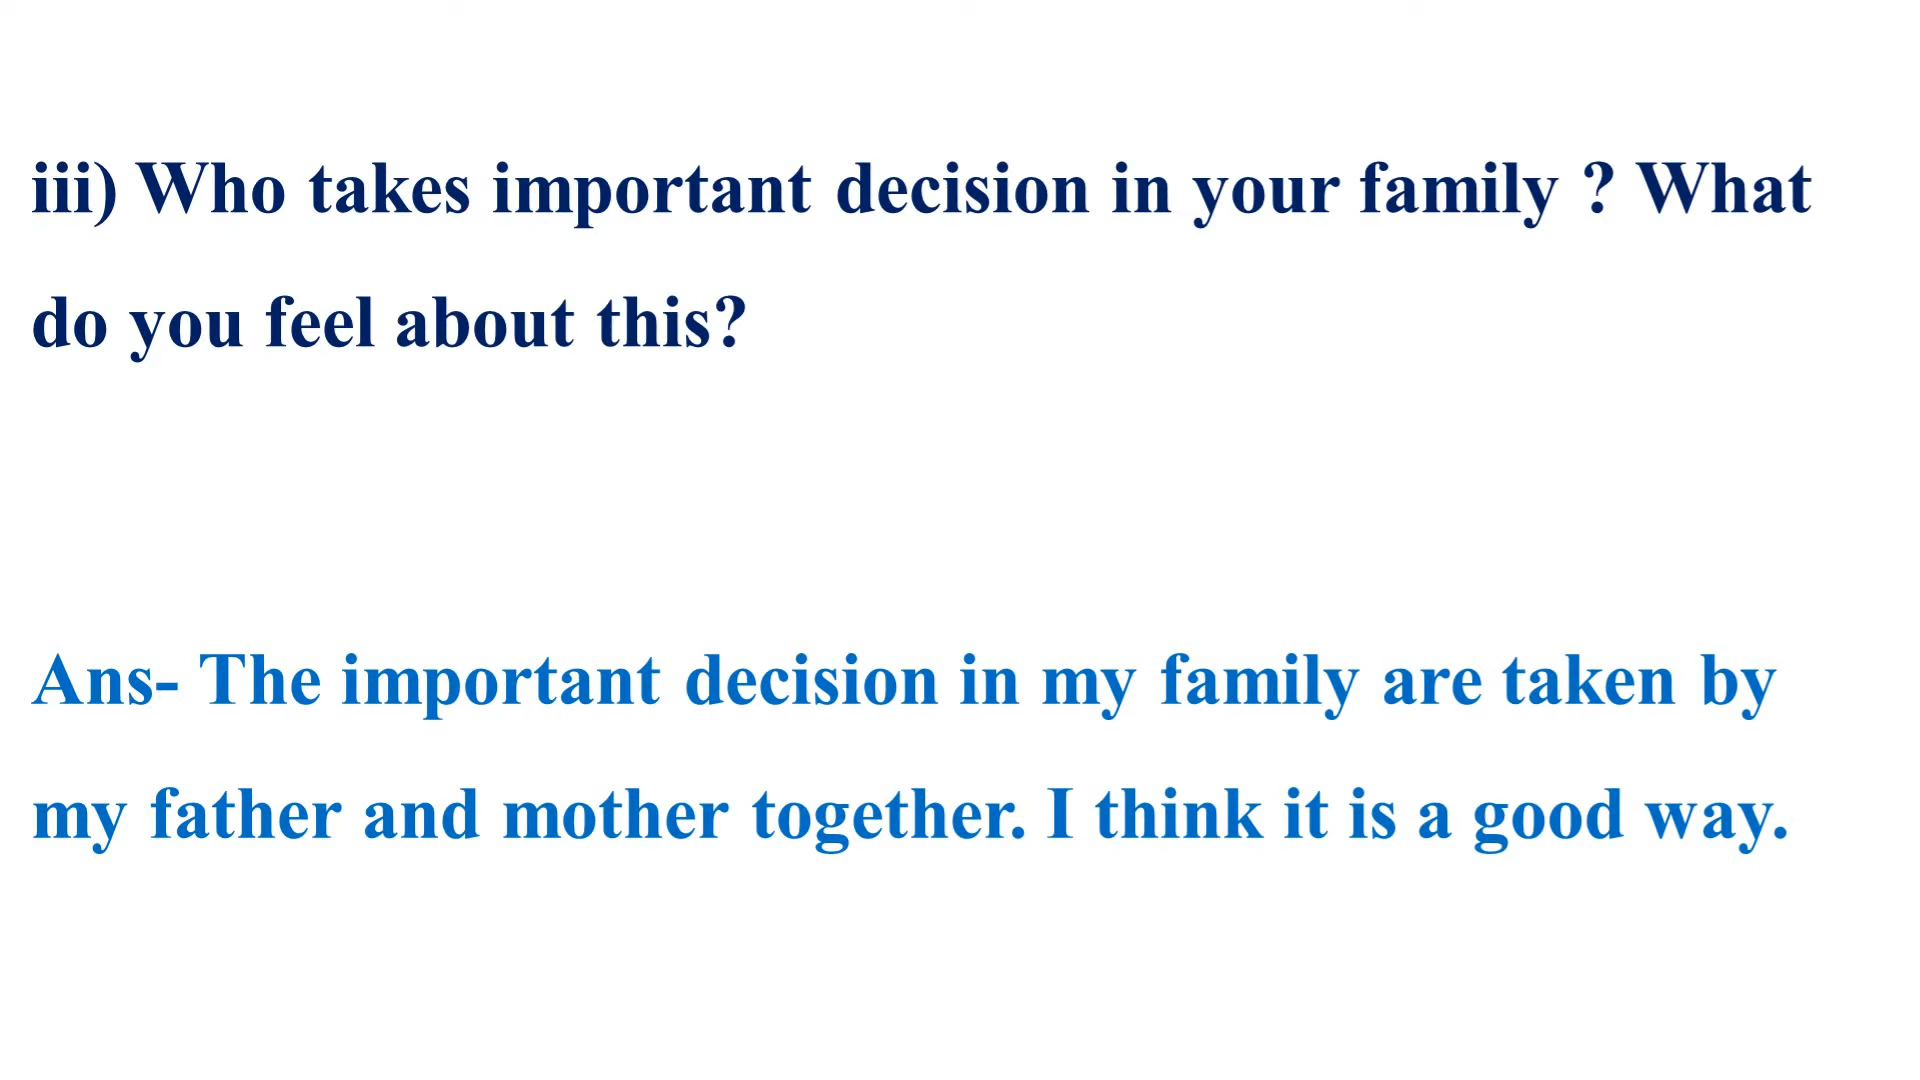 iii) Who takes important decision in your family ? What
do you feel about this?
Ans- The important decision in my family are taken by
my father and mother together. I think it is a good way.